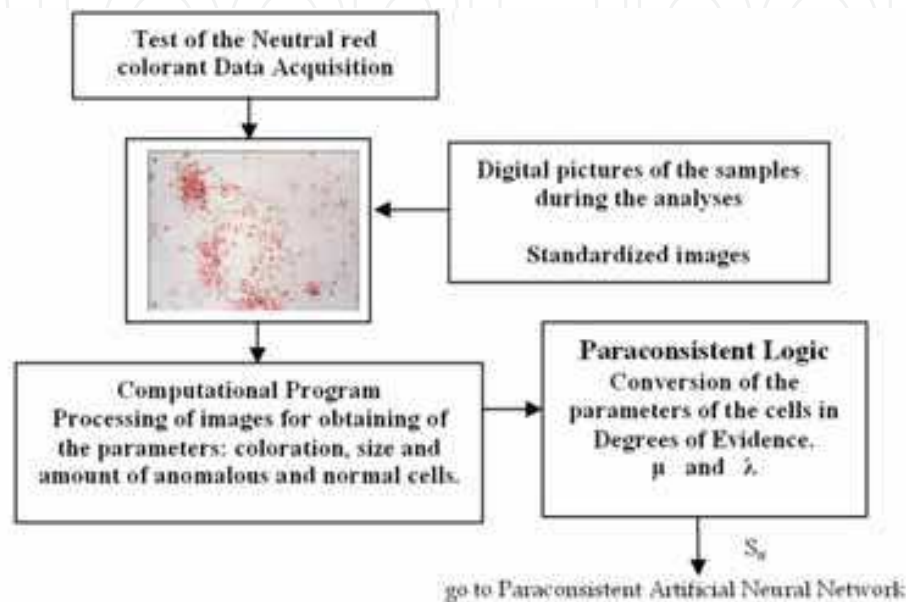 Test of the Neutral red
colorant Data Acquisition
Digital pictures of the samples
during the analyses
Standardized images
Computational Program
Processing of images for obtaining of
the parameters: coloration, size and
amount of anomalous and normal cells.
Paraconsistent Logic
Conversion of the
parameters of the cells in
Degrees of Evidence.
μ and λ
go to Paraconsistent Artificial Neural Network